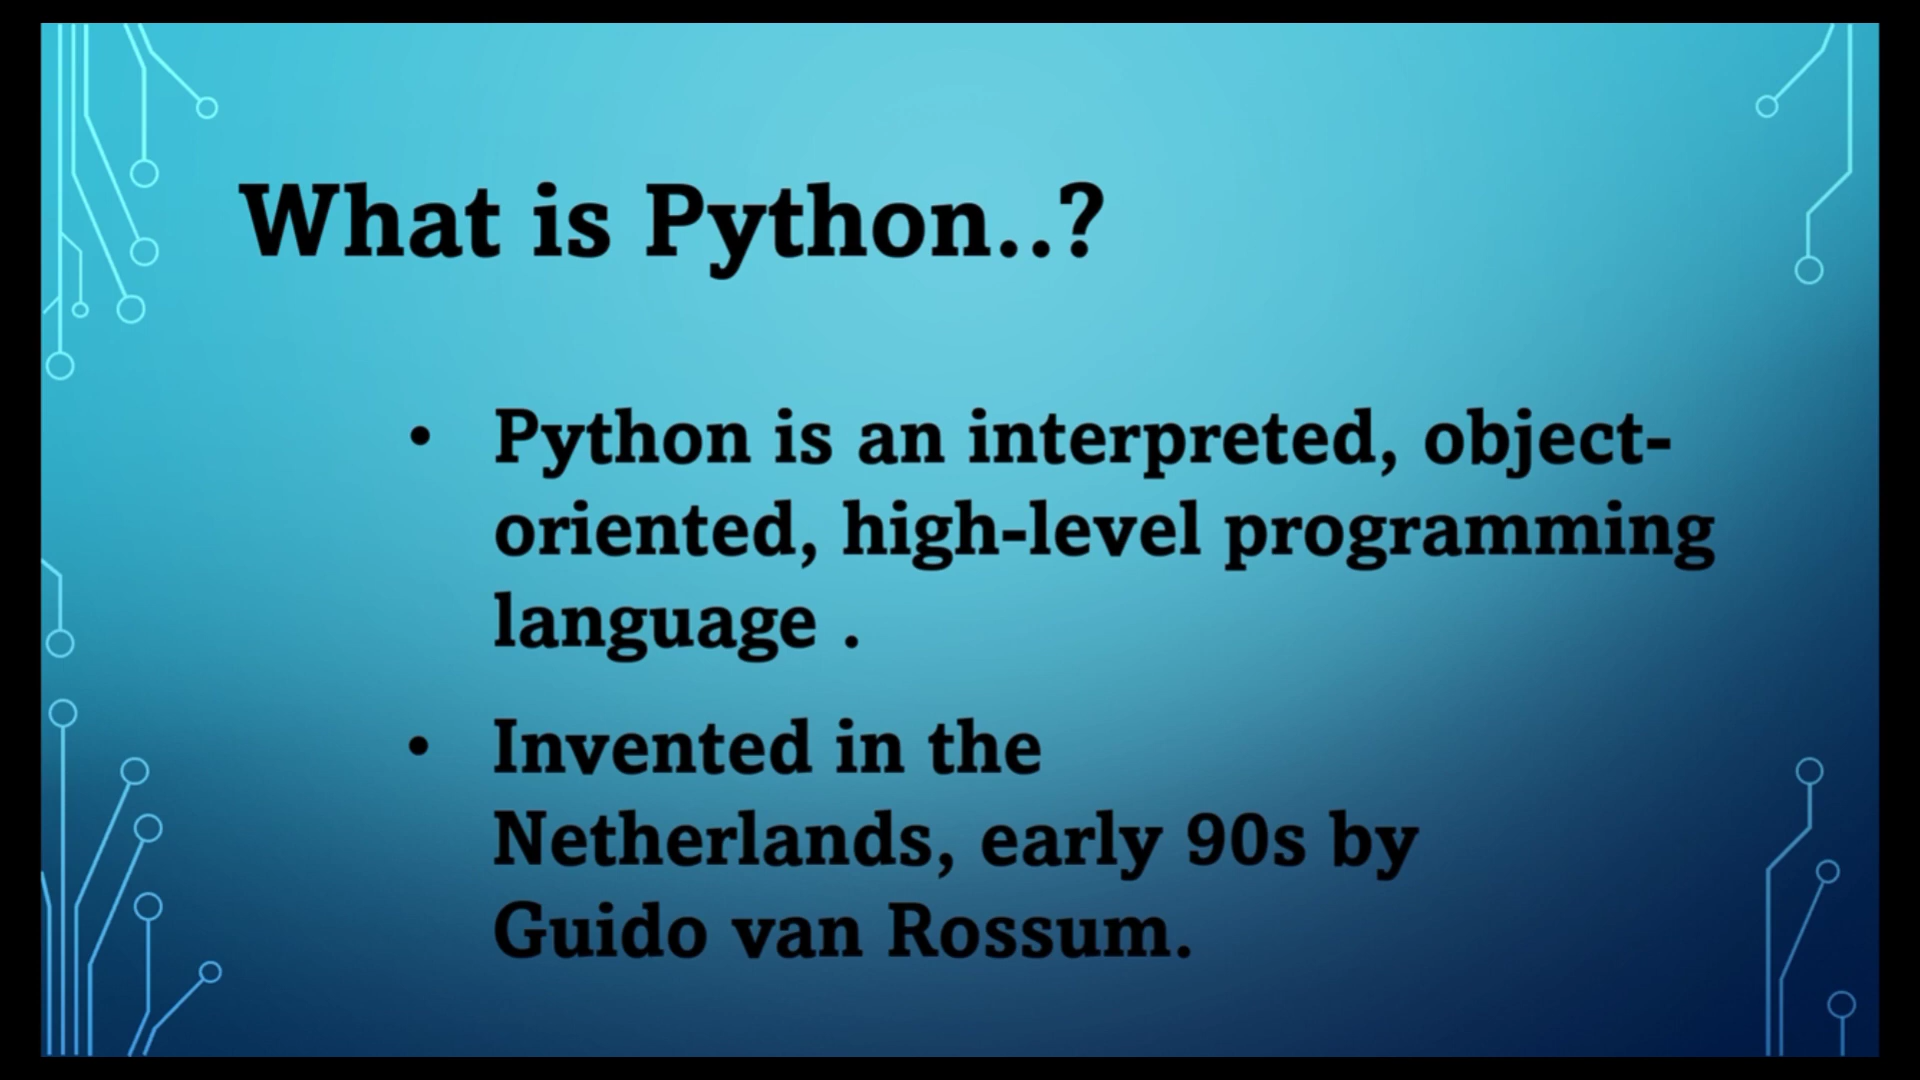 What is Python..?
• Python is an interpreted, object-
oriented, high-level programming
language .
• Invented in the
Netherlands, early 90s by
Guido van Rossum.